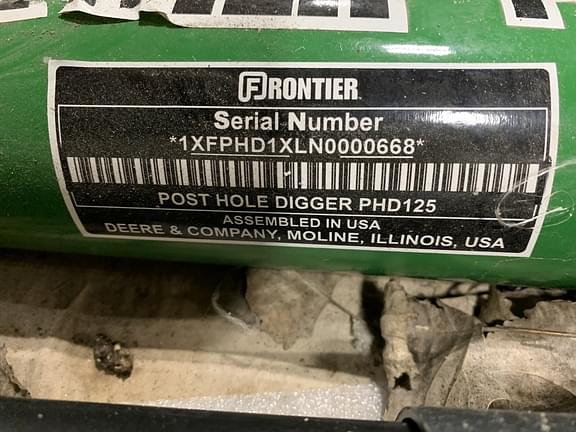 FRONTIER
Serial Number
*1XFPHD1XLN0000668*
POST HOLE DIGGER PHD125
ASSEMBLED IN USA
DEERE & COMPANY, MOLINE, ILLINOIS, USA